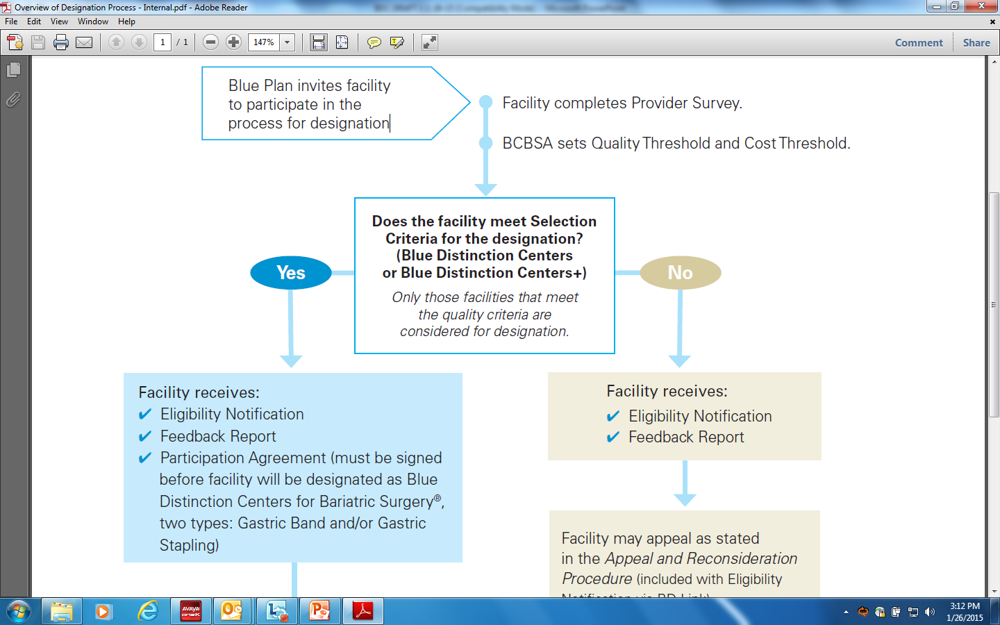 Overview of Designation Process - Internal.pdf - Adobe Reader
File Edit View Window Help
1 / 1 147% Comment Share
Blue Plan invites facility
to participate in the
process for designation
Facility completes Provider Survey.
BCBSA sets Quality Threshold and Cost Threshold.
Does the facility meet Selection
Criteria for the designation?
(Blue Distinction Centers
or Blue Distinction Centers+)
Only those facilities that meet
the quality criteria are
considered for designation.
Yes
No
Facility receives:
✔ Eligibility Notification
✔ Feedback Report
✔ Participation Agreement (must be signed
before facility will be designated as Blue
Distinction Centers for Bariatric Surgery®,
two types: Gastric Band and/or Gastric
Stapling)
Facility receives:
✔ Eligibility Notification
✔ Feedback Report
Facility may appeal as stated
in the Appeal and Reconsideration
Procedure (included with Eligibility
Notification via BD Link)
AVAYA
3:12 PM
1/26/2015